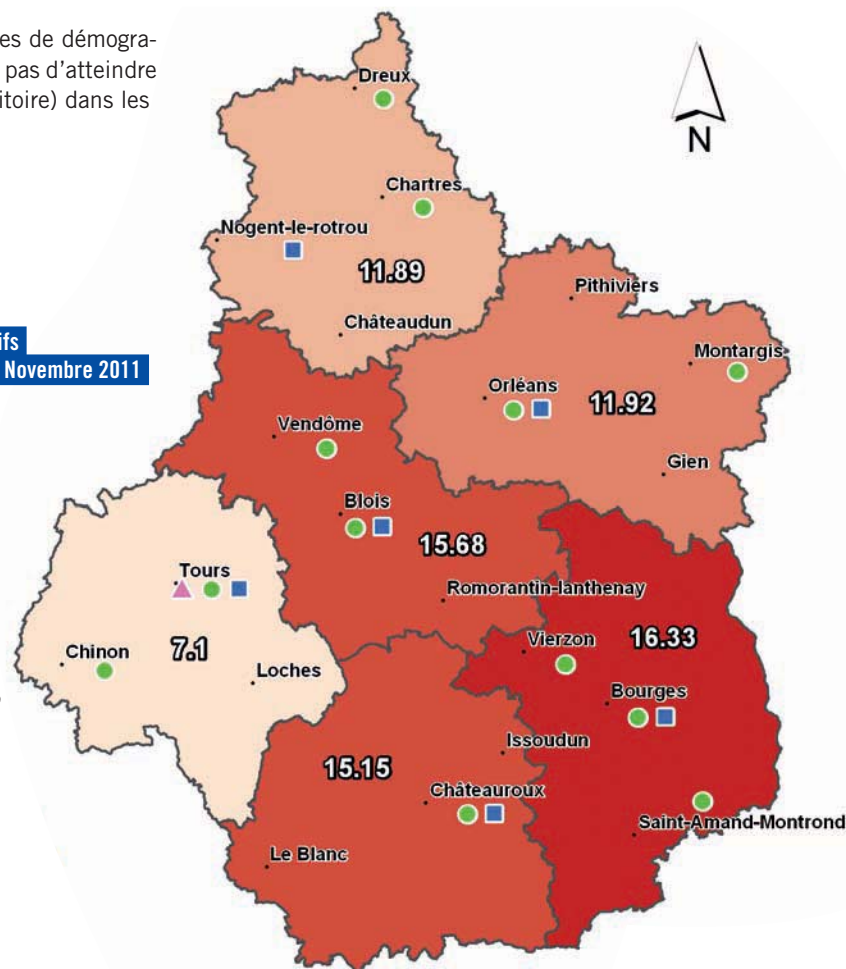 es de démogra-
pas d'atteindre
itoire) dans les
ifs
Novembre 2011
N
Dreux
Chartres
Nogent-le-rotrou
11.89
Châteaudun
Pithiviers
Montargis
Orléans
11.92
Gien
Vendôme
Blois
15.68
Romorantin-lanthenay
Tours
7.1
Chinon
Loches
Vierzon
16.33
Bourges
Issoudun
15.15
Châteauroux
Saint-Amand-Montrond
Le Blanc